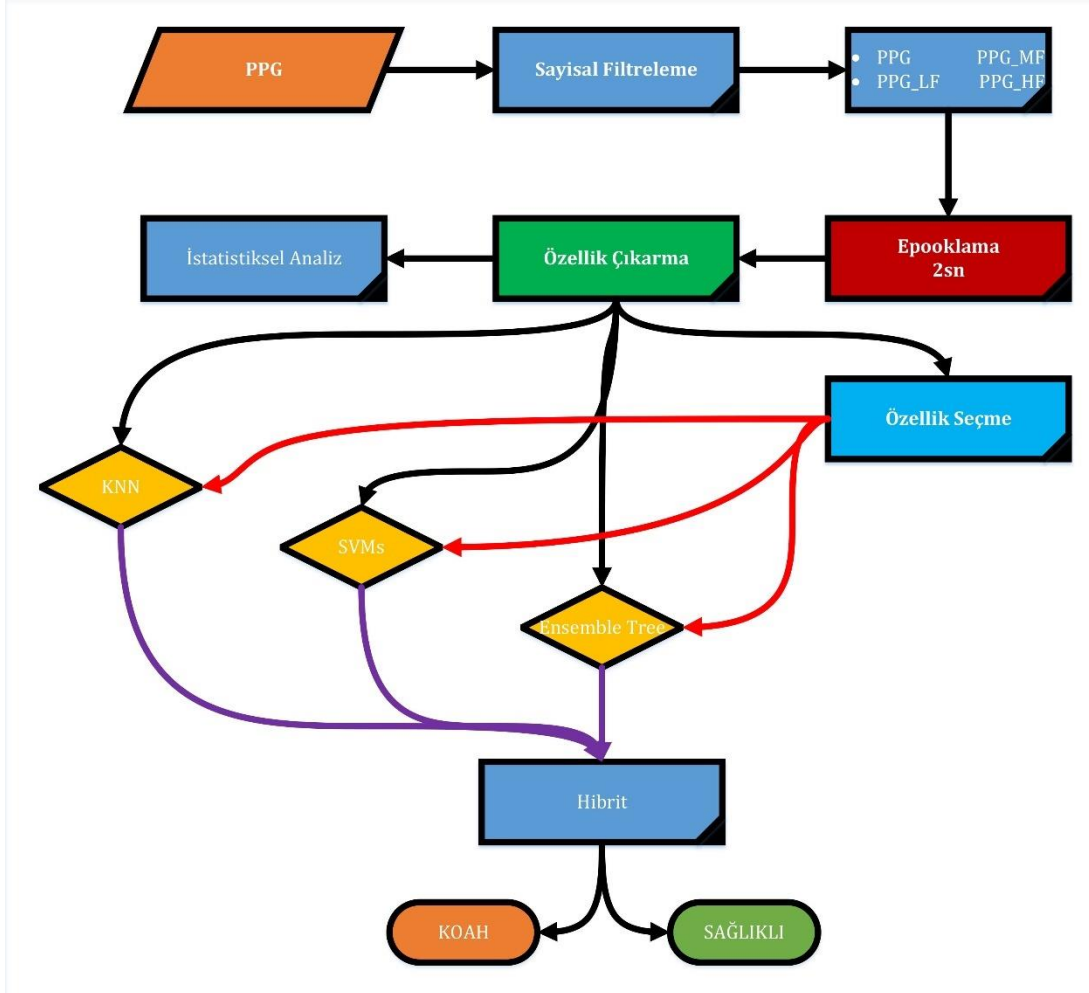 PPG
Sayisal Filtreleme
• PPG PPG_MF
• PPG_LF PPG_HF
İstatistiksel Analiz
Özellik Çıkarma
Epooklama
2sn
Özellik Seçme
KNN
SVMs
Ensemble Tree
Hibrit
KOAH
SAĞLIKLI